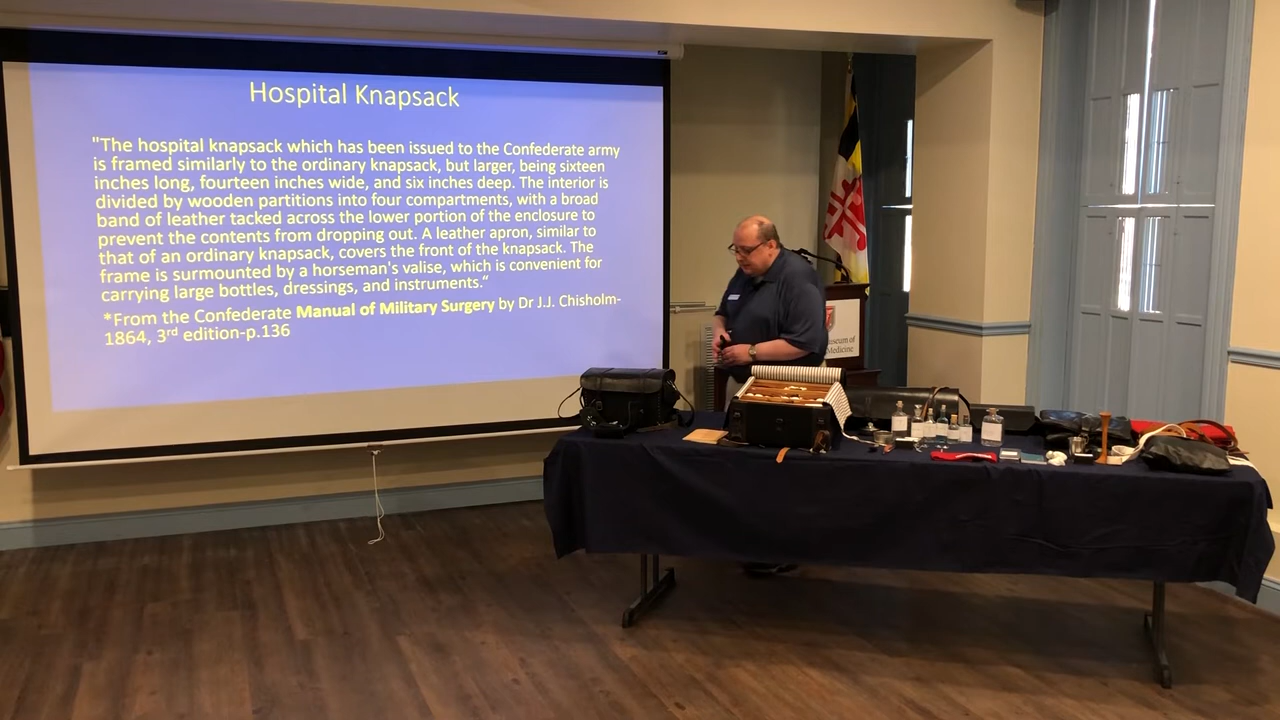 Hospital Knapsack
"The hospital knapsack which has been issued to the Confederate army
is framed similarly to the ordinary knapsack, but larger, being sixteen
inches long, fourteen inches wide, and six inches deep. The interior is
divided by wooden partitions into four compartments, with a broad
band of leather tacked across the lower portion of the enclosure to
prevent the contents from dropping out. A leather apron, similar to
that of an ordinary knapsack, covers the front of the knapsack. The
frame is surmounted by a horseman's valise, which is convenient for
carrying large bottles, dressings, and instruments.“
*From the Confederate Manual of Military Surgery by Dr J.J. Chisholm-
1864, 3rd edition-p.136
useum of
Medicine